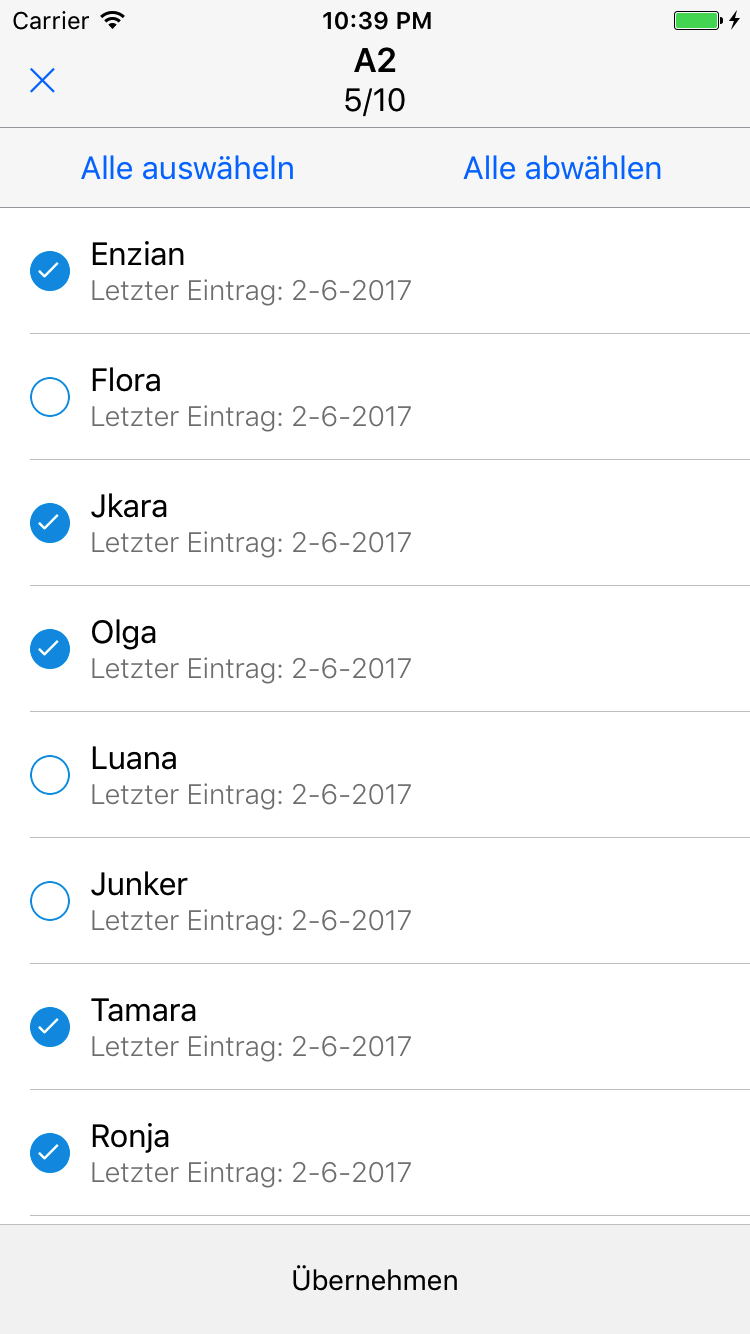 Carrier 10:39 PM
A2
5/10
Alle auswäheln Alle abwählen
Enzian
Letzter Eintrag: 2-6-2017
Flora
Letzter Eintrag: 2-6-2017
Jkara
Letzter Eintrag: 2-6-2017
Olga
Letzter Eintrag: 2-6-2017
Luana
Letzter Eintrag: 2-6-2017
Junker
Letzter Eintrag: 2-6-2017
Tamara
Letzter Eintrag: 2-6-2017
Ronja
Letzter Eintrag: 2-6-2017
Übernehmen